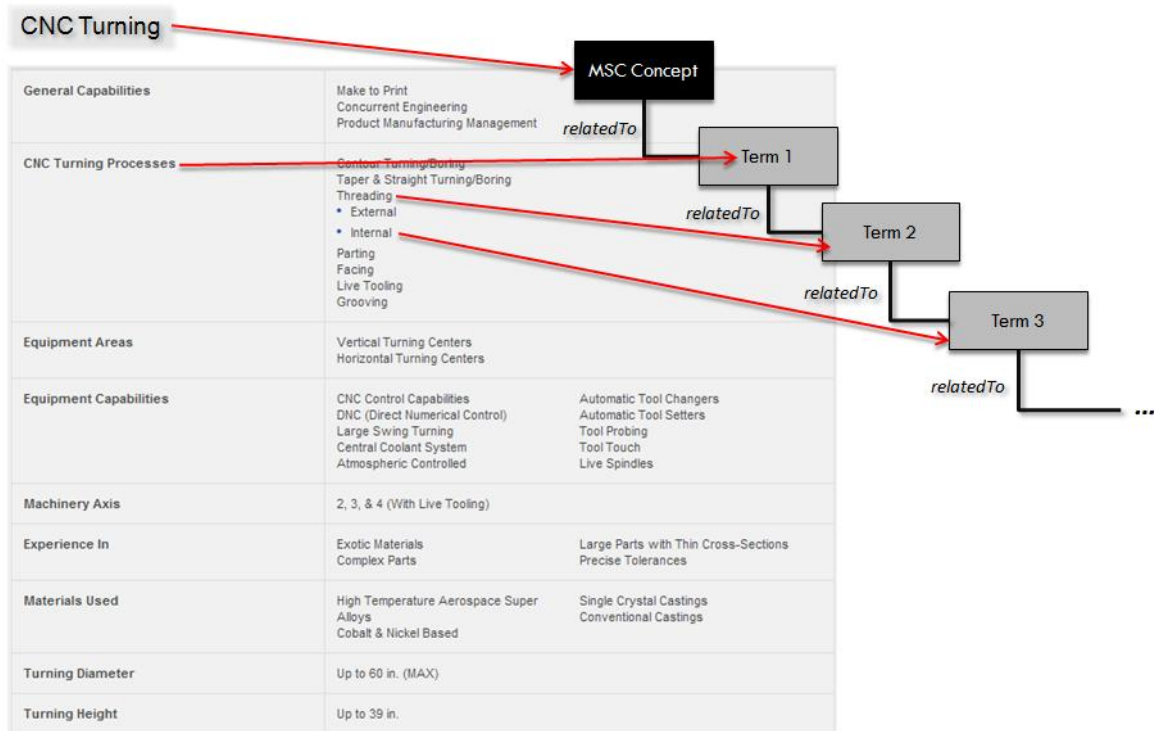 CNC Turning
MSC Concept
relatedTo
Term 1
relatedTo
Term 2
relatedTo
Term 3
relatedTo
...
General Capabilities
Make to Print
Concurrent Engineering
Product Manufacturing Management
CNC Turning Processes
Contour Turning/Boring
Taper & Straight Turning/Boring
Threading
• External
• Internal
Parting
Facing
Live Tooling
Grooving
Equipment Areas
Vertical Turning Centers
Horizontal Turning Centers
Equipment Capabilities
CNC Control Capabilities
DNC (Direct Numerical Control)
Large Swing Turning
Central Coolant System
Atmospheric Controlled
Automatic Tool Changers
Automatic Tool Setters
Tool Probing
Tool Touch
Live Spindles
Machinery Axis
2, 3, & 4 (With Live Tooling)
Experience In
Exotic Materials
Complex Parts
Large Parts with Thin Cross-Sections
Precise Tolerances
Materials Used
High Temperature Aerospace Super
Alloys
Cobalt & Nickel Based
Single Crystal Castings
Conventional Castings
Turning Diameter
Up to 60 in. (MAX)
Turning Height
Up to 39 in.